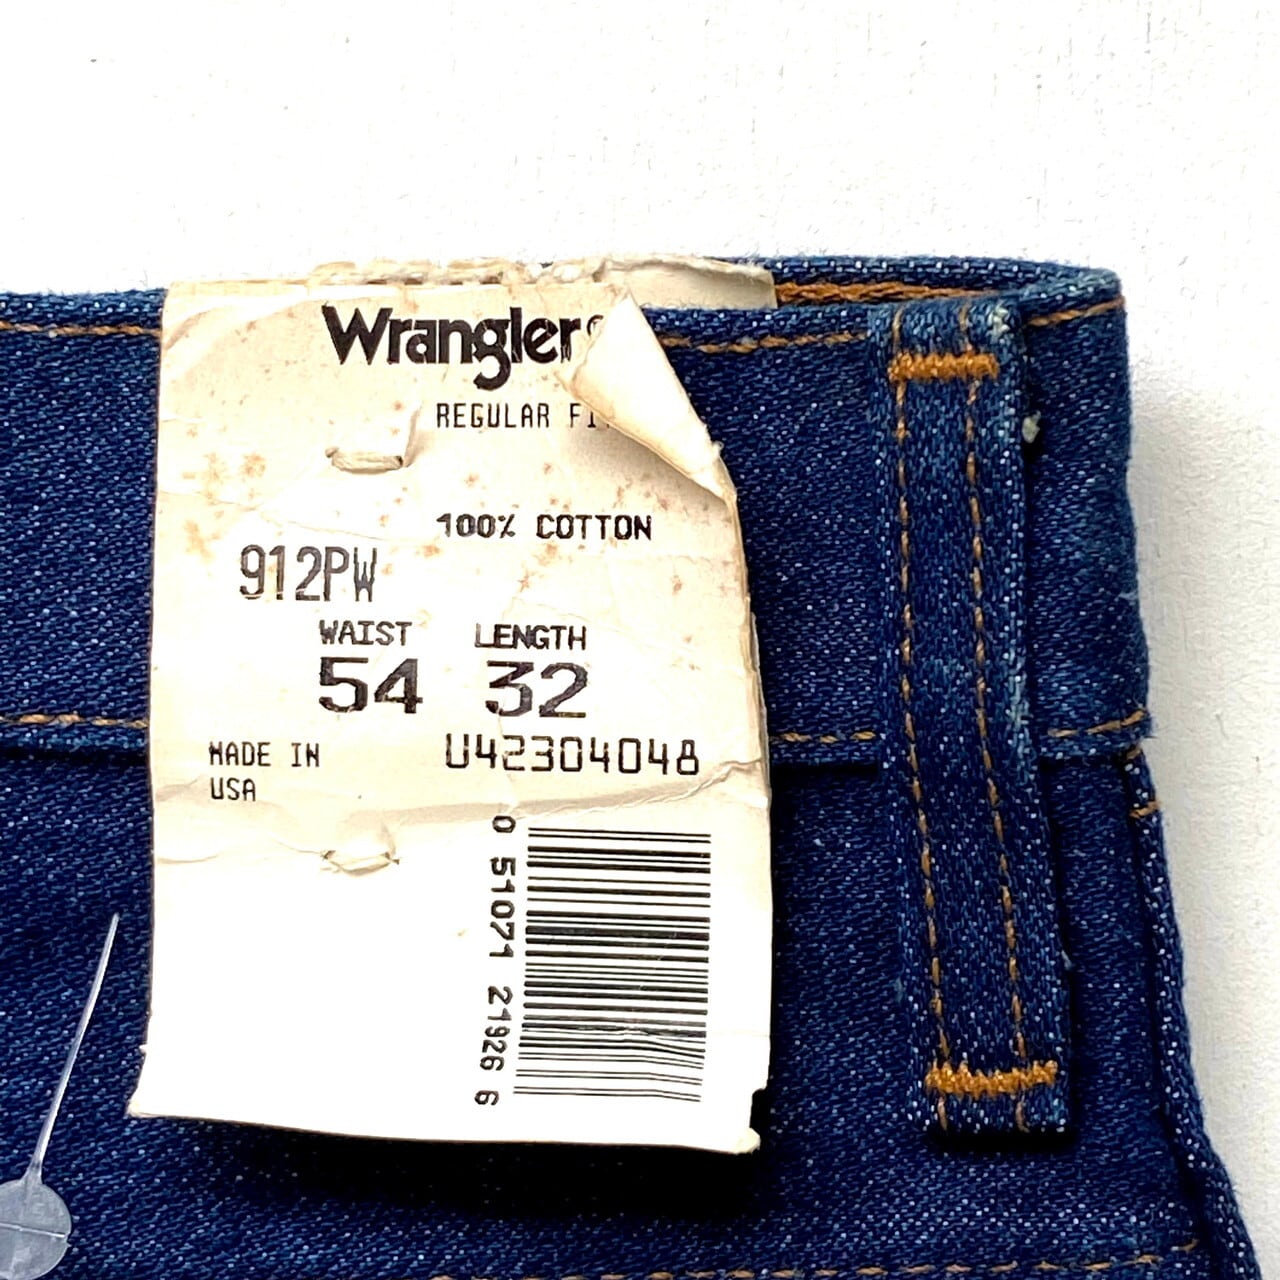 Wrangler®
REGULAR FI
100% COTTON
912PW
WAIST LENGTH
54 32
MADE IN U42304048
USA
0 51071 21926 6